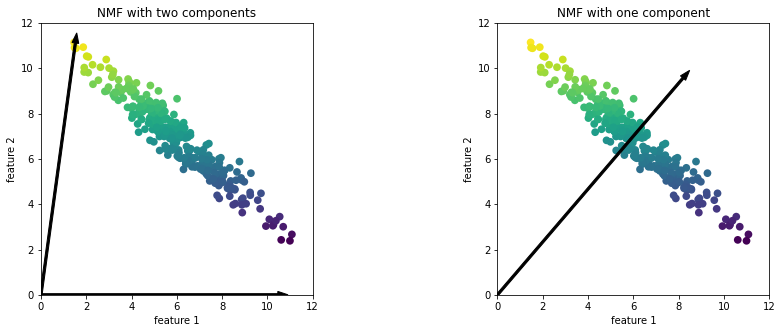 NMF with two components
12
10
8
6
4
2
0
feature 2
0 2 4 6 8 10 12
feature 1
NMF with one component
12
10
8
6
4
2
0
feature 2
0 2 4 6 8 10 12
feature 1